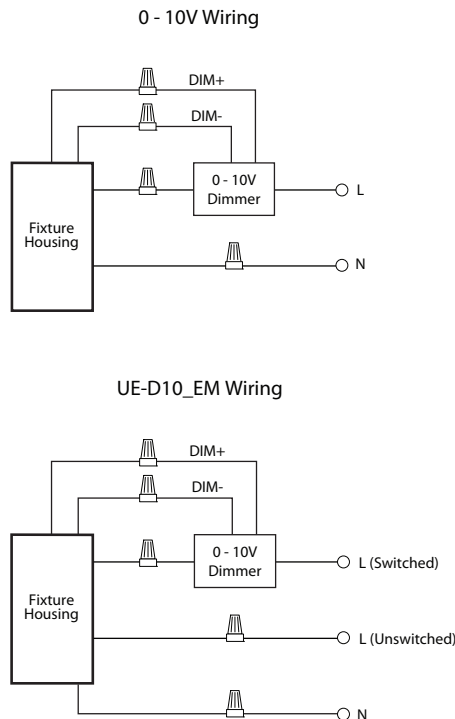 0 - 10V Wiring
DIM+
DIM-
0 - 10V
Dimmer
L
Fixture
Housing
N
UE-D10_EM Wiring
DIM+
DIM-
0 - 10V
Dimmer
L (Switched)
Fixture
Housing
L (Unswitched)
N